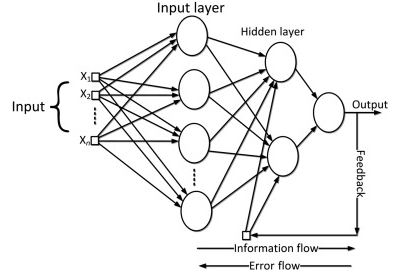 Input layer
Hidden layer
X1
X2
Input
Xn
Output
Feedback
Information flow
Error flow